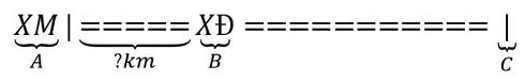 XM | ===== XĐ =========== |
A ?km B C